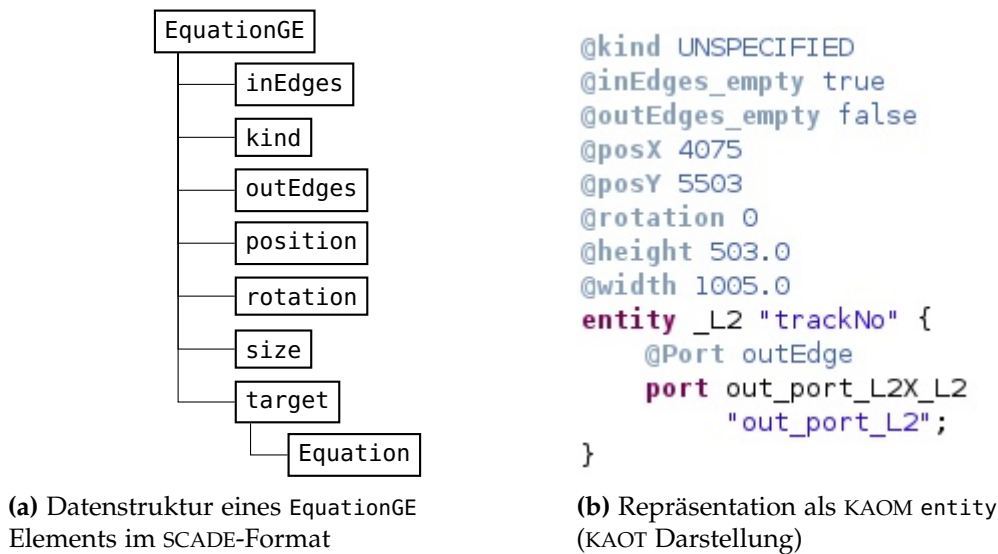 EquationGE
inEdges
kind
outEdges
position
rotation
size
target
Equation
(a) Datenstruktur eines EquationGE
Elements im SCADE-Format
@kind UNSPECIFIED
@inEdges_empty true
@outEdges_empty false
@posX 4075
@posY 5503
@rotation 0
@height 503.0
@width 1005.0
entity _L2 "trackNo" {
@Port outEdge
port out_port_L2X_L2
"out_port_L2";
}
(b) Repräsentation als KAOM entity
(KAOT Darstellung)